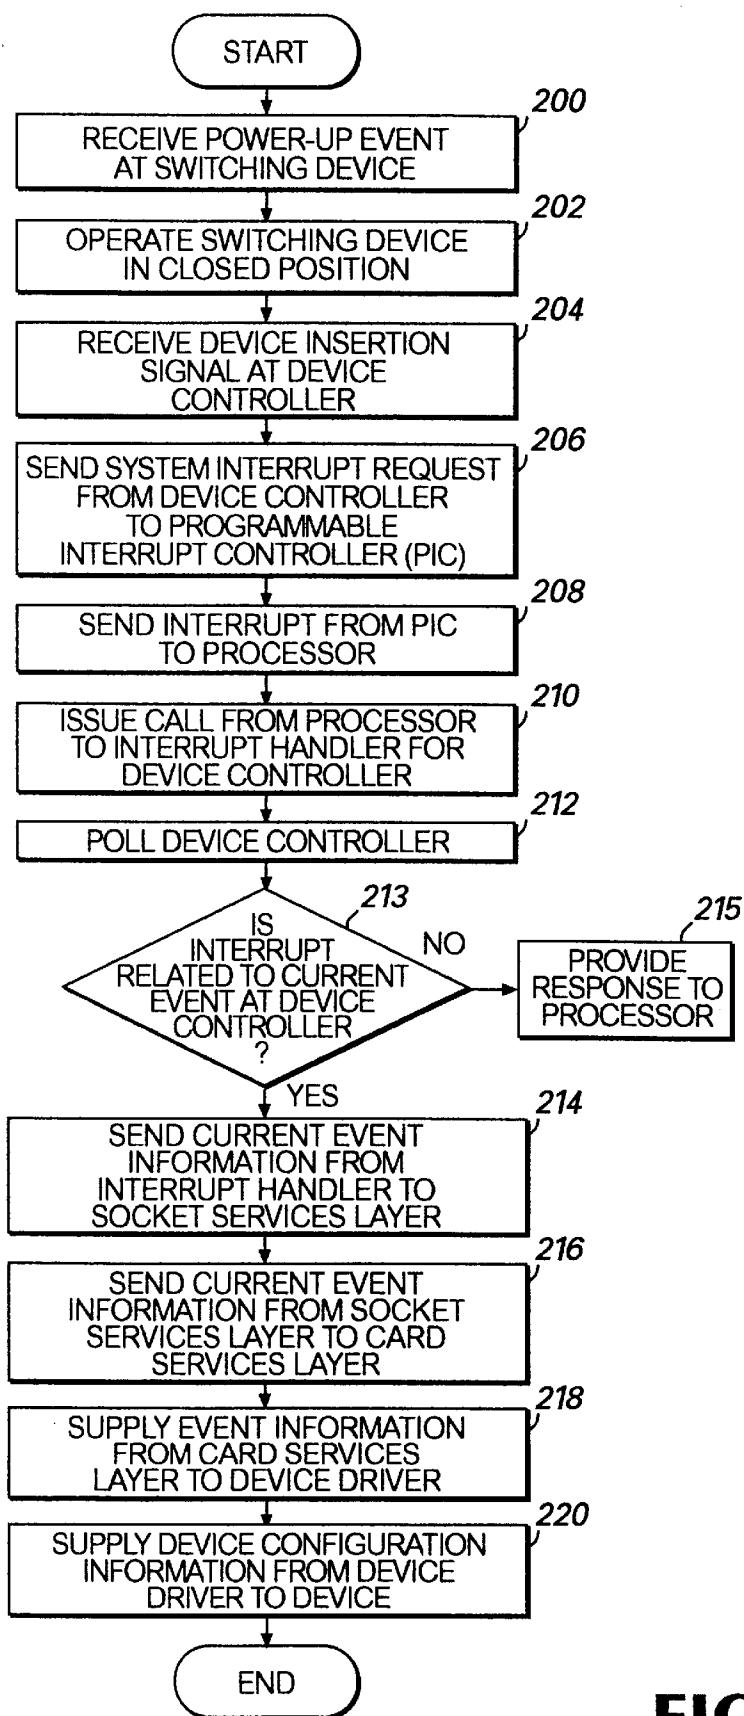 START
200
RECEIVE POWER-UP EVENT
AT SWITCHING DEVICE
202
OPERATE SWITCHING DEVICE
IN CLOSED POSITION
204
RECEIVE DEVICE INSERTION
SIGNAL AT DEVICE
CONTROLLER
206
SEND SYSTEM INTERRUPT REQUEST
FROM DEVICE CONTROLLER
TO PROGRAMMABLE
INTERRUPT CONTROLLER (PIC)
208
SEND INTERRUPT FROM PIC
TO PROCESSOR
210
ISSUE CALL FROM PROCESSOR
TO INTERRUPT HANDLER FOR
DEVICE CONTROLLER
212
POLL DEVICE CONTROLLER
213
IS
INTERRUPT
RELATED TO CURRENT
EVENT AT DEVICE
CONTROLLER
?
NO
215
PROVIDE
RESPONSE TO
PROCESSOR
YES
214
SEND CURRENT EVENT
INFORMATION FROM
INTERRUPT HANDLER TO
SOCKET SERVICES LAYER
216
SEND CURRENT EVENT
INFORMATION FROM SOCKET
SERVICES LAYER TO CARD
SERVICES LAYER
218
SUPPLY EVENT INFORMATION
FROM CARD SERVICES
LAYER TO DEVICE DRIVER
220
SUPPLY DEVICE CONFIGURATION
INFORMATION FROM DEVICE
DRIVER TO DEVICE
END